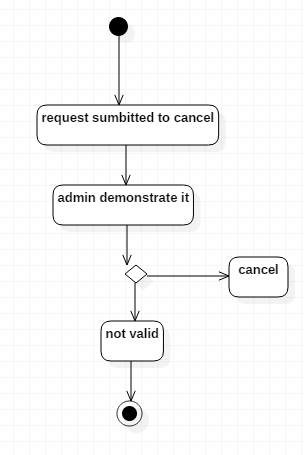 request sumbitted to cancel
admin demonstrate it
cancel
not valid